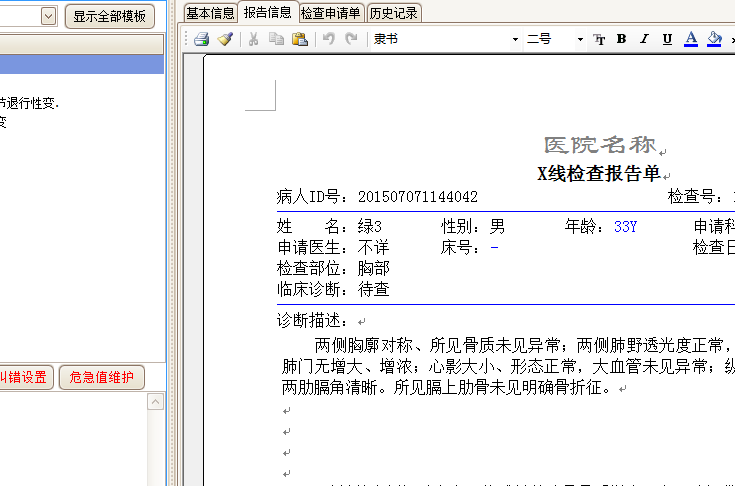 显示全部模板
基本信息 报告信息 检查申请单 历史记录
隶书 二号 B I U A
节退行性变.
变
医院名称
X线检查报告单
病人ID号: 201507071144042 检查号:
姓 名: 绿3 性别: 男 年龄: 33Y 申请科
申请医生: 不详 床号: - 检查日
检查部位: 胸部
临床诊断: 待查
诊断描述:
两侧胸廓对称、所见骨质未见异常; 两侧肺野透光度正常,
肺门无增大、增浓; 心影大小、形态正常, 大血管未见异常; 纵
两肋膈角清晰。所见膈上肋骨未见明确骨折征。
纠错设置 危急值维护